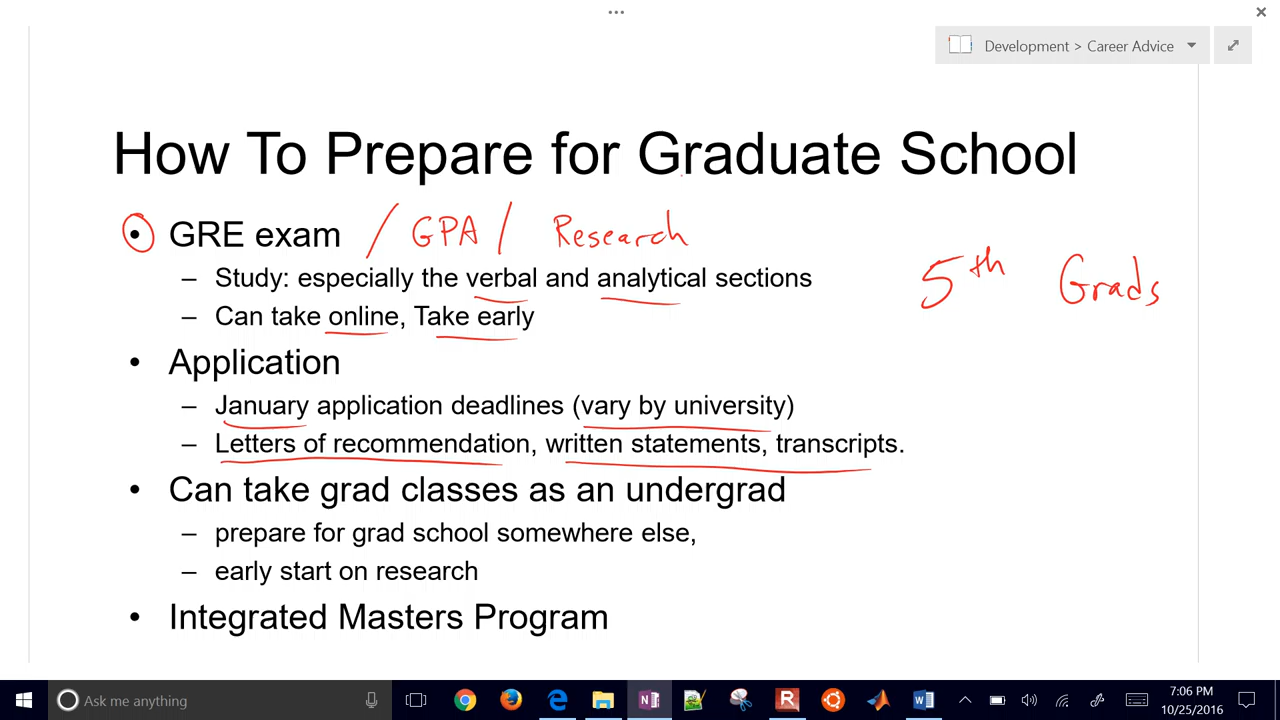 Development > Career Advice
How To Prepare for Graduate School
• GRE exam / GPA / Research
– Study: especially the verbal and analytical sections
5th Grads
– Can take online, Take early
• Application
– January application deadlines (vary by university)
– Letters of recommendation, written statements, transcripts.
• Can take grad classes as an undergrad
– prepare for grad school somewhere else,
– early start on research
• Integrated Masters Program
Ask me anything
7:06 PM
10/25/2016